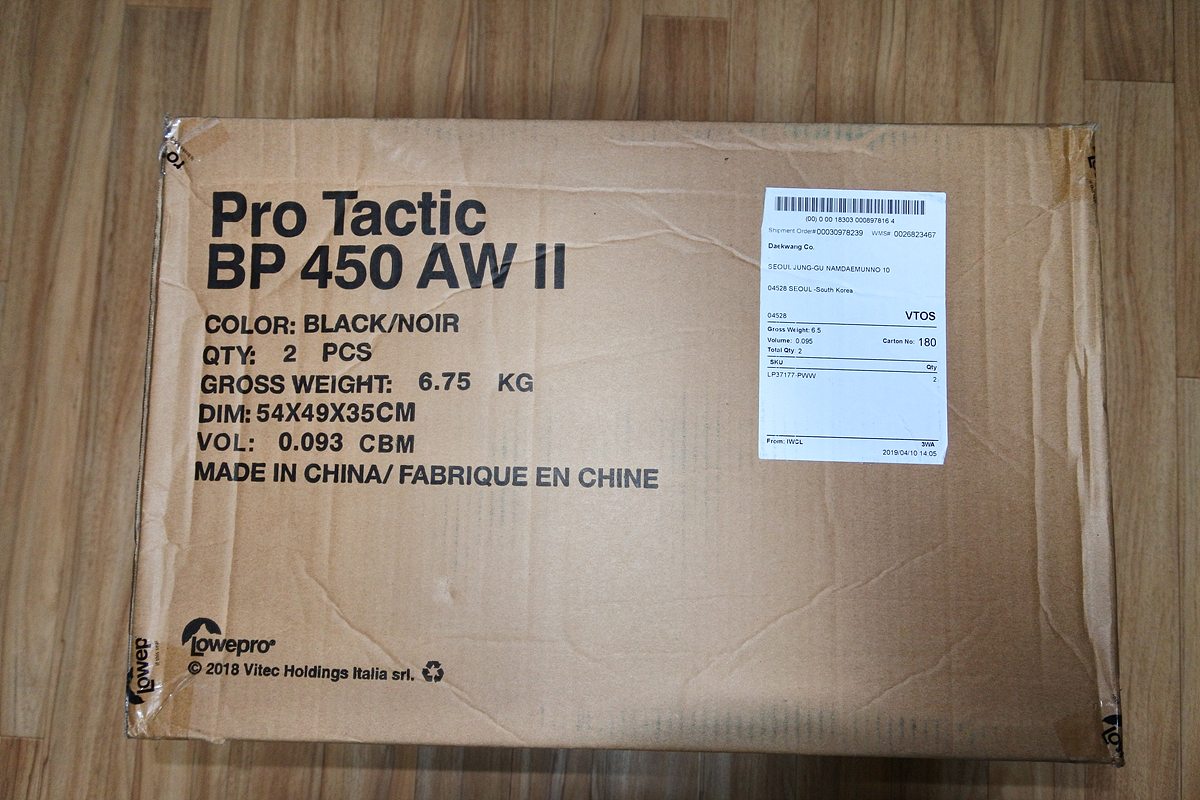 Pro Tactic
BP 450 AW II
COLOR: BLACK/NOIR
QTY: 2 PCS
GROSS WEIGHT: 6.75 KG
DIM: 54X49X35CM
VOL: 0.093 CBM
MADE IN CHINA/ FABRIQUE EN CHINE
Lowepro
© 2018 Vitec Holdings Italia srl.
(00) 0 00 18303 000897816 4
Shipment Order# 00030978239 WMS# 0026823467
Daekwang Co.
SEOUL JUNG-GU NAMDAEMUNNO 10
04528 SEOUL -South Korea
04528 VTOS
Gross Weight: 6.5
Volume: 0.095 Carton No: 180
Total Qty 2
SKU Qty
LP37177-PWW 2
From: IWCL 3WA
2019/04/10 14:05
Lowep
ro